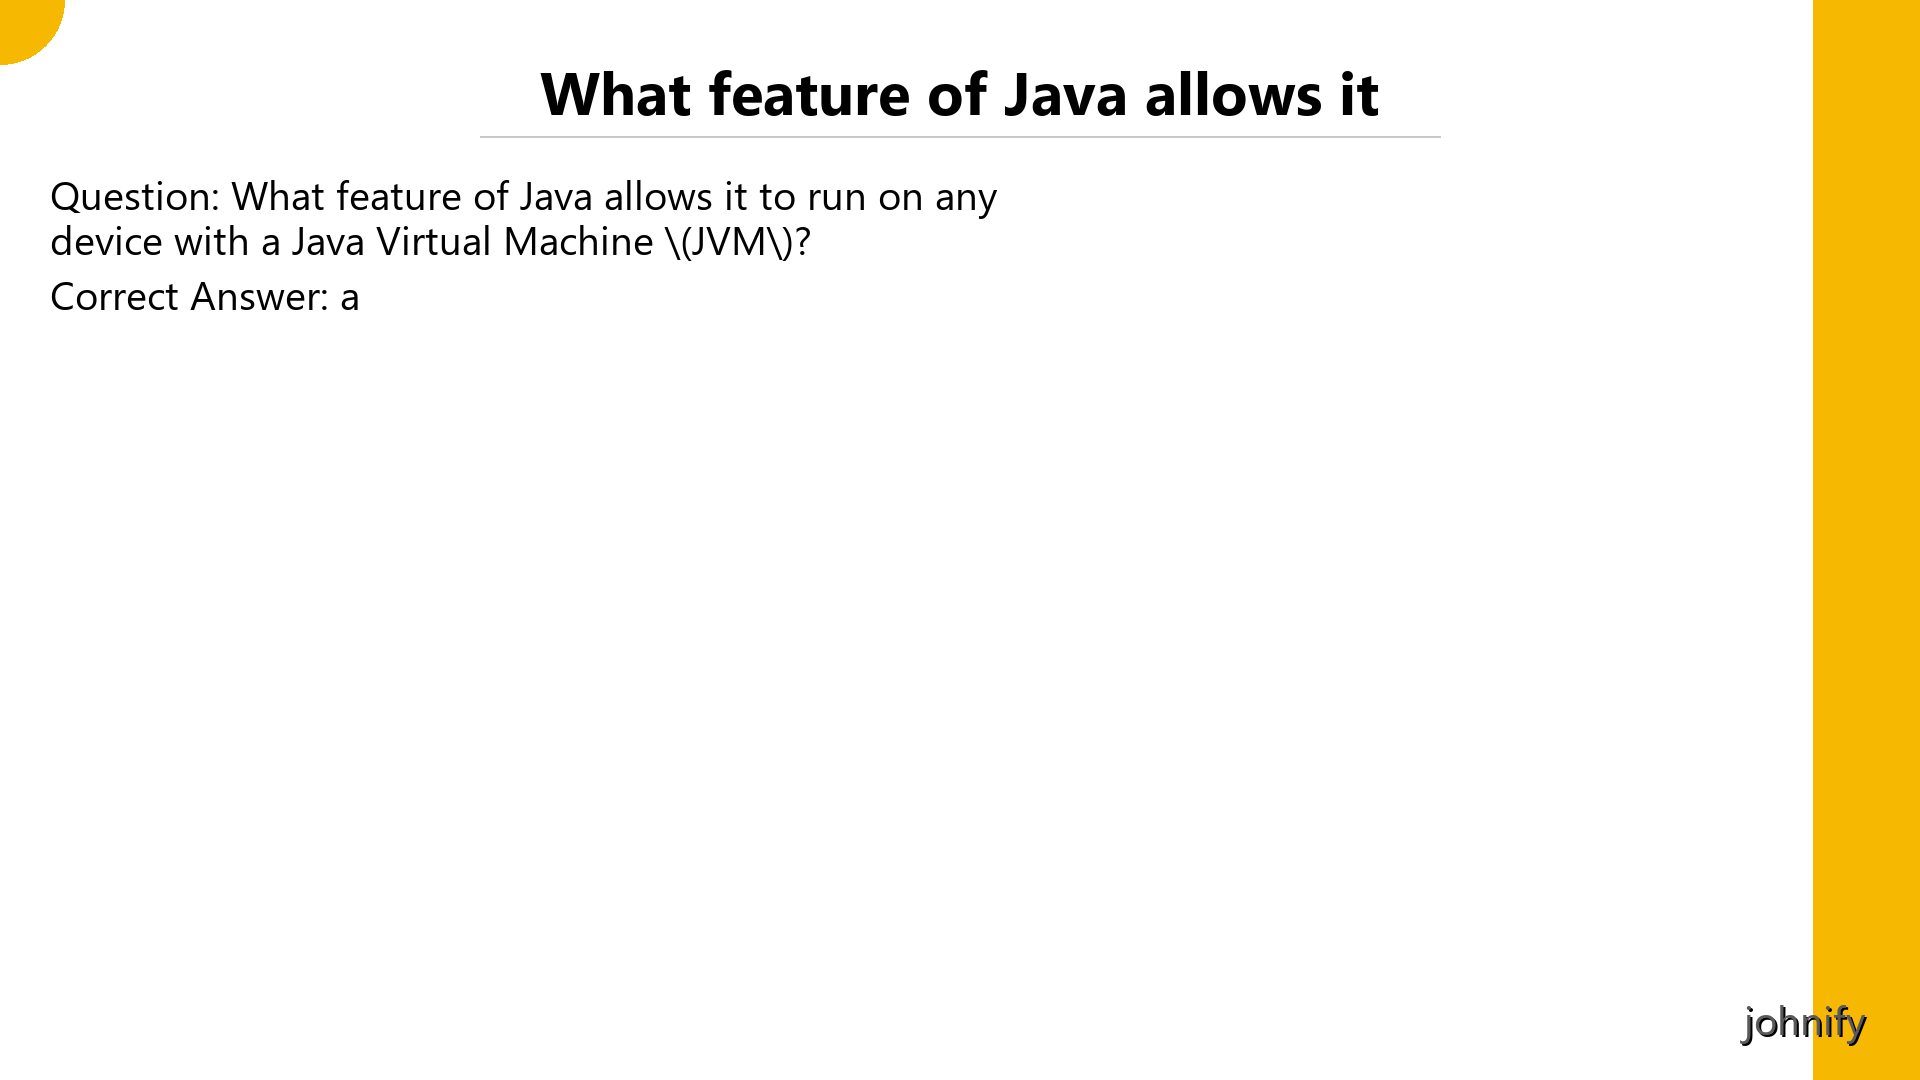 What feature of Java allows it
Question: What feature of Java allows it to run on any
device with a Java Virtual Machine \(JVM\)?
Correct Answer: a
johnify